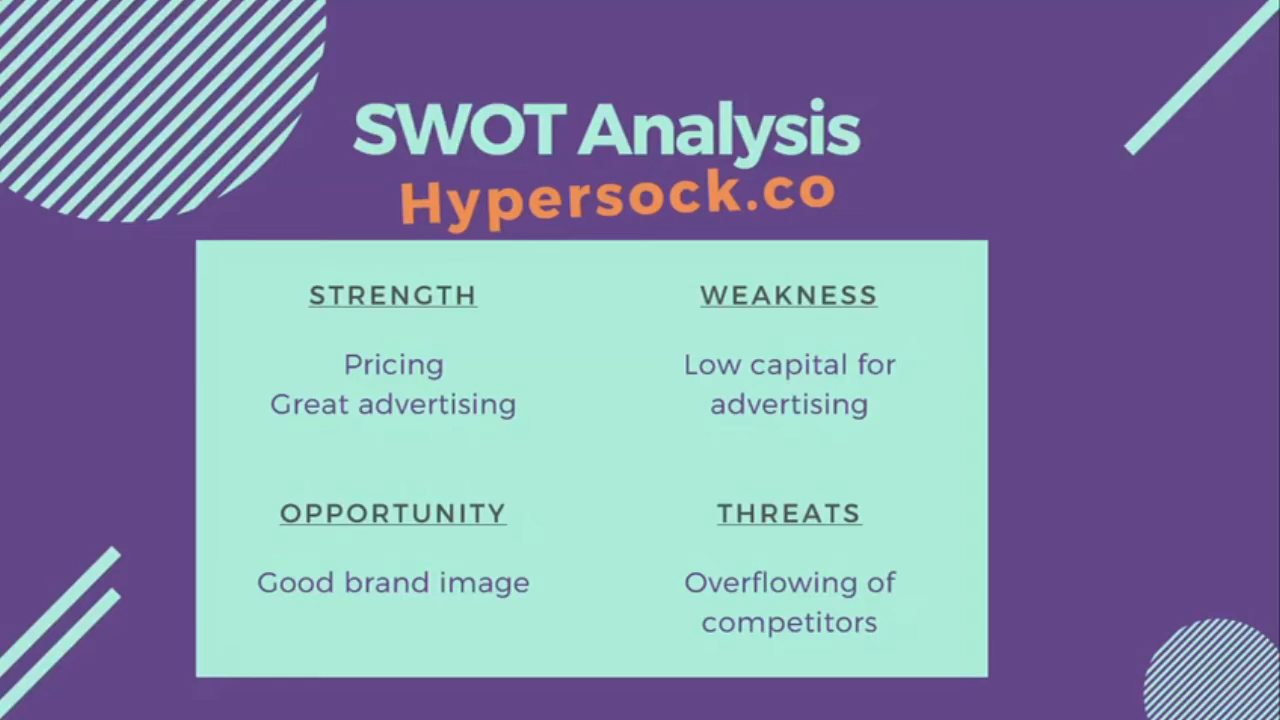 SWOT Analysis
Hypersock.co
STRENGTH
Pricing
Great advertising
WEAKNESS
Low capital for
advertising
OPPORTUNITY
Good brand image
THREATS
Overflowing of
competitors